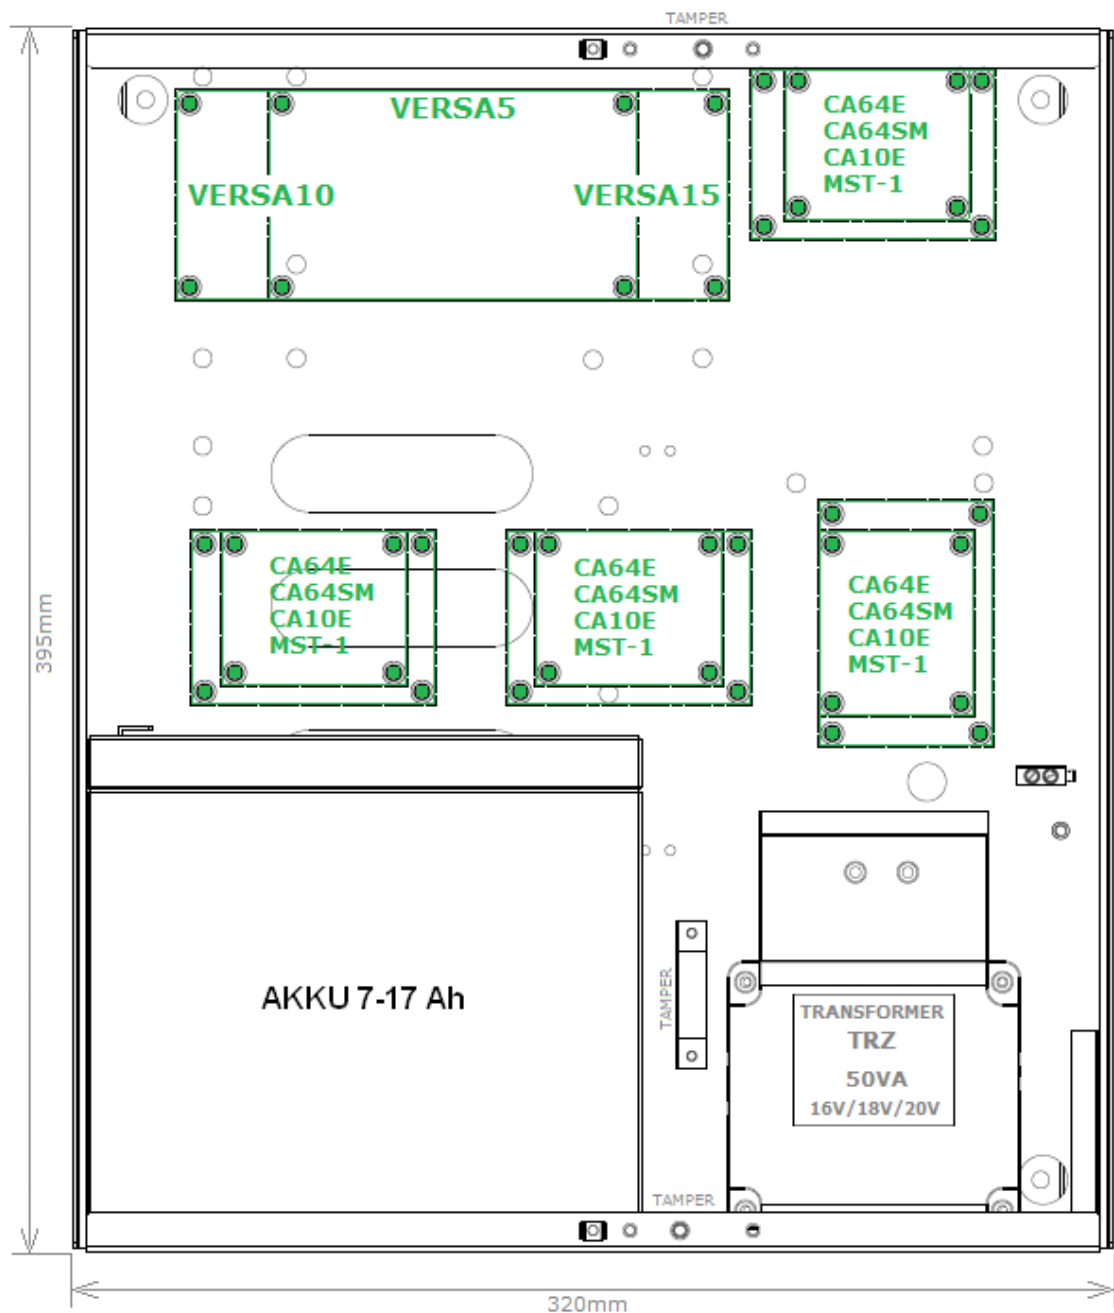 TAMPER
VERSA5
VERSA10
VERSA15
CA64E
CA64SM
CA10E
MST-1
395mm
CA64E
CA64SM
CA10E
MST-1
CA64E
CA64SM
CA10E
MST-1
CA64E
CA64SM
CA10E
MST-1
AKKU 7-17 Ah
TAMPER
TRANSFORMER
TRZ
50VA
16V/18V/20V
TAMPER
320mm